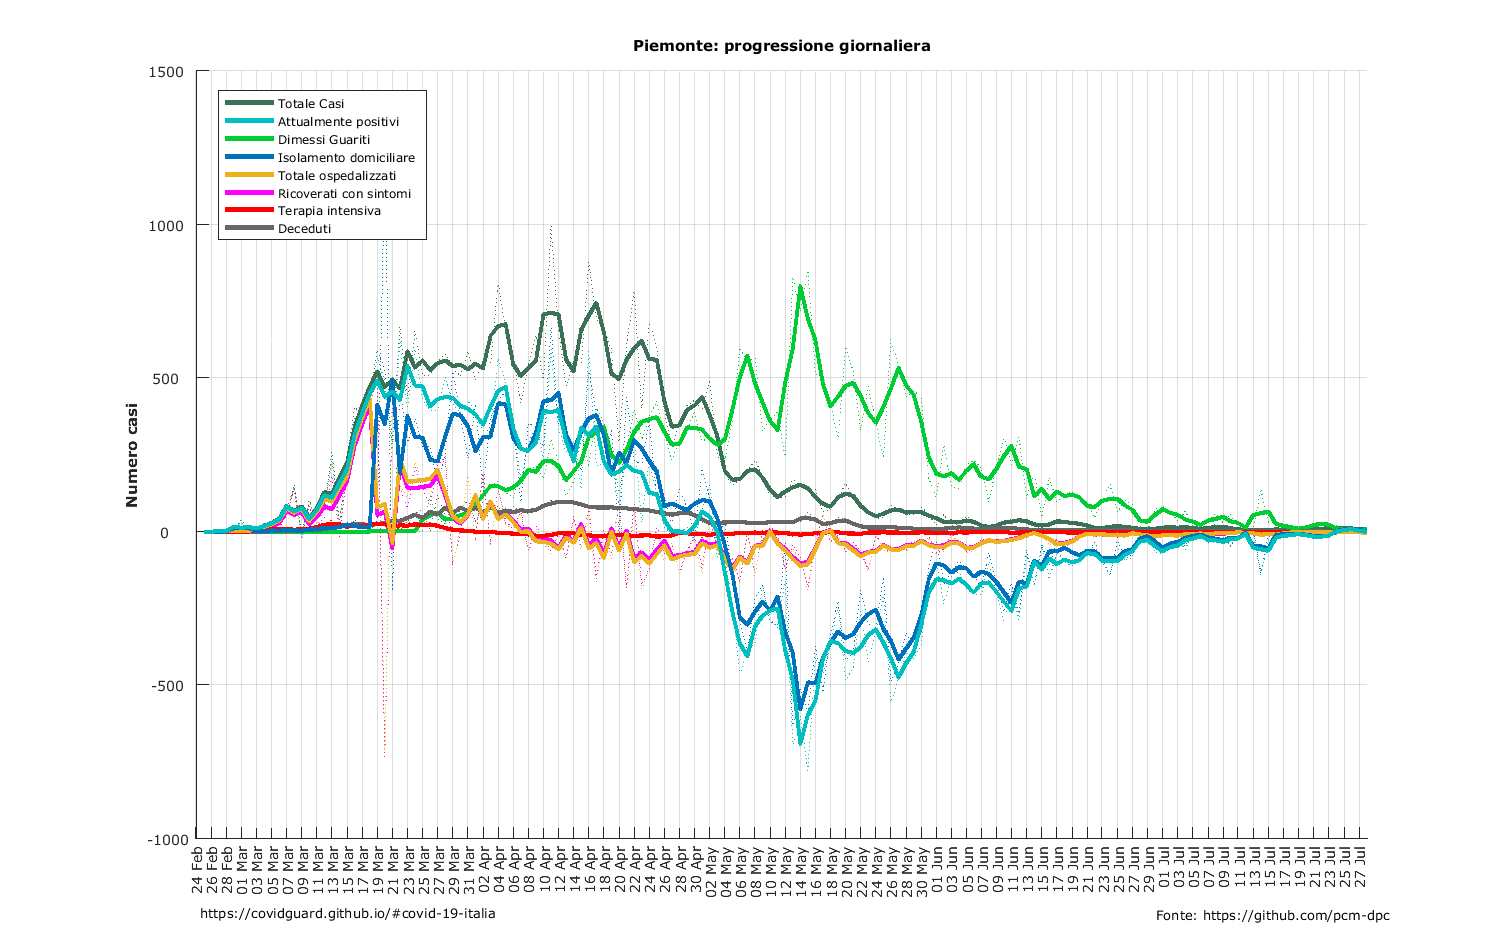 Piemonte: progressione giornaliera
Numero casi
1500
1000
500
0
-500
-1000
Totale Casi
Attualmente positivi
Dimessi Guariti
Isolamento domiciliare
Totale ospedalizzati
Ricoverati con sintomi
Terapia intensiva
Deceduti
24 Feb
26 Feb
28 Feb
01 Mar
03 Mar
05 Mar
07 Mar
09 Mar
11 Mar
13 Mar
15 Mar
17 Mar
19 Mar
21 Mar
23 Mar
25 Mar
27 Mar
29 Mar
31 Mar
02 Apr
04 Apr
06 Apr
08 Apr
10 Apr
12 Apr
14 Apr
16 Apr
18 Apr
20 Apr
22 Apr
24 Apr
26 Apr
28 Apr
30 Apr
02 May
04 May
06 May
08 May
10 May
12 May
14 May
16 May
18 May
20 May
22 May
24 May
26 May
28 May
30 May
01 Jun
03 Jun
05 Jun
07 Jun
09 Jun
11 Jun
13 Jun
15 Jun
17 Jun
19 Jun
21 Jun
23 Jun
25 Jun
27 Jun
29 Jun
01 Jul
03 Jul
05 Jul
07 Jul
09 Jul
11 Jul
13 Jul
15 Jul
17 Jul
19 Jul
21 Jul
23 Jul
25 Jul
27 Jul
https://covidguard.github.io/#covid-19-italia
Fonte: https://github.com/pcm-dpc